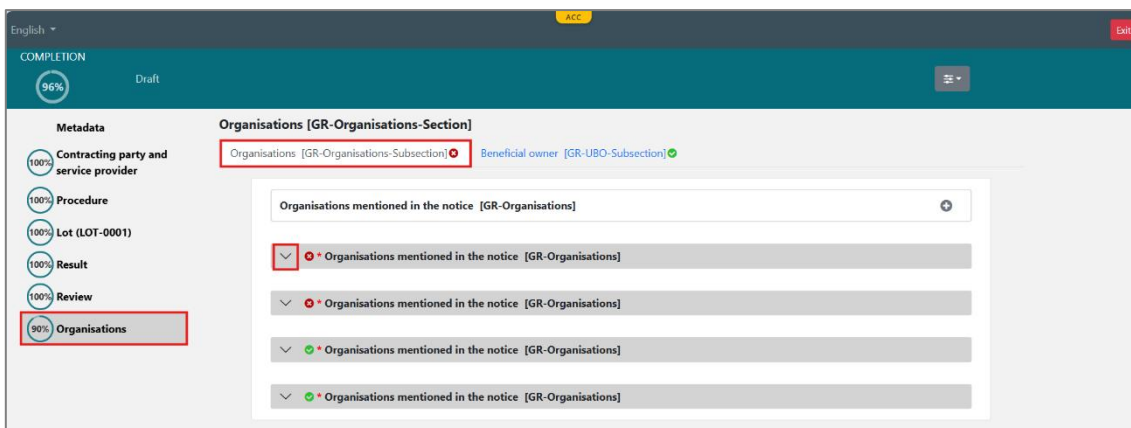 ACC
English
Exit
COMPLETION
96%
Draft
Metadata
100% Contracting party and
service provider
100% Procedure
100% Lot (LOT-0001)
100% Result
100% Review
90% Organisations
Organisations [GR-Organisations-Section]
Organisations [GR-Organisations-Subsection] Beneficial owner [GR-UBO-Subsection]
Organisations mentioned in the notice [GR-Organisations]
* Organisations mentioned in the notice [GR-Organisations]
* Organisations mentioned in the notice [GR-Organisations]
* Organisations mentioned in the notice [GR-Organisations]
* Organisations mentioned in the notice [GR-Organisations]